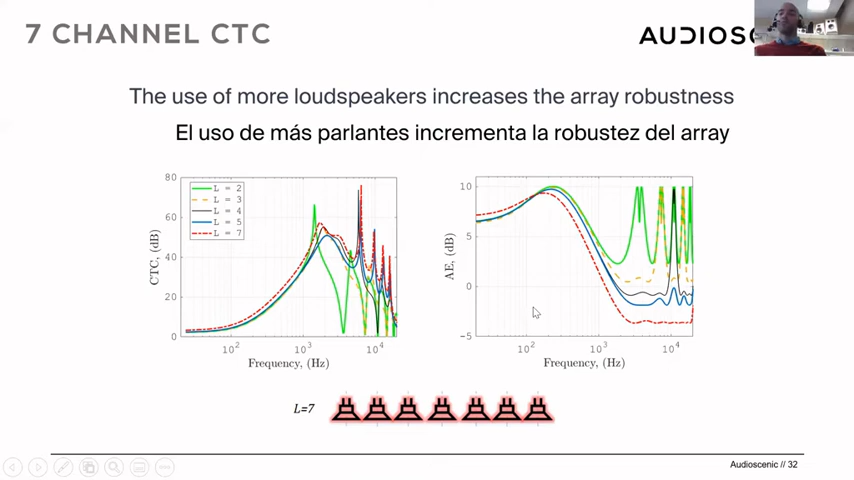 7 CHANNEL CTC
AUDIOSC
The use of more loudspeakers increases the array robustness
El uso de más parlantes incrementa la robustez del array
80
60
40
20
0
CTC, (dB)
L = 2
L = 3
L = 4
L = 5
L = 7
10² 10³ 10⁴
Frequency, (Hz)
10
5
0
−5
AE, (dB)
10² 10³ 10⁴
Frequency, (Hz)
L=7
Audioscenic // 32